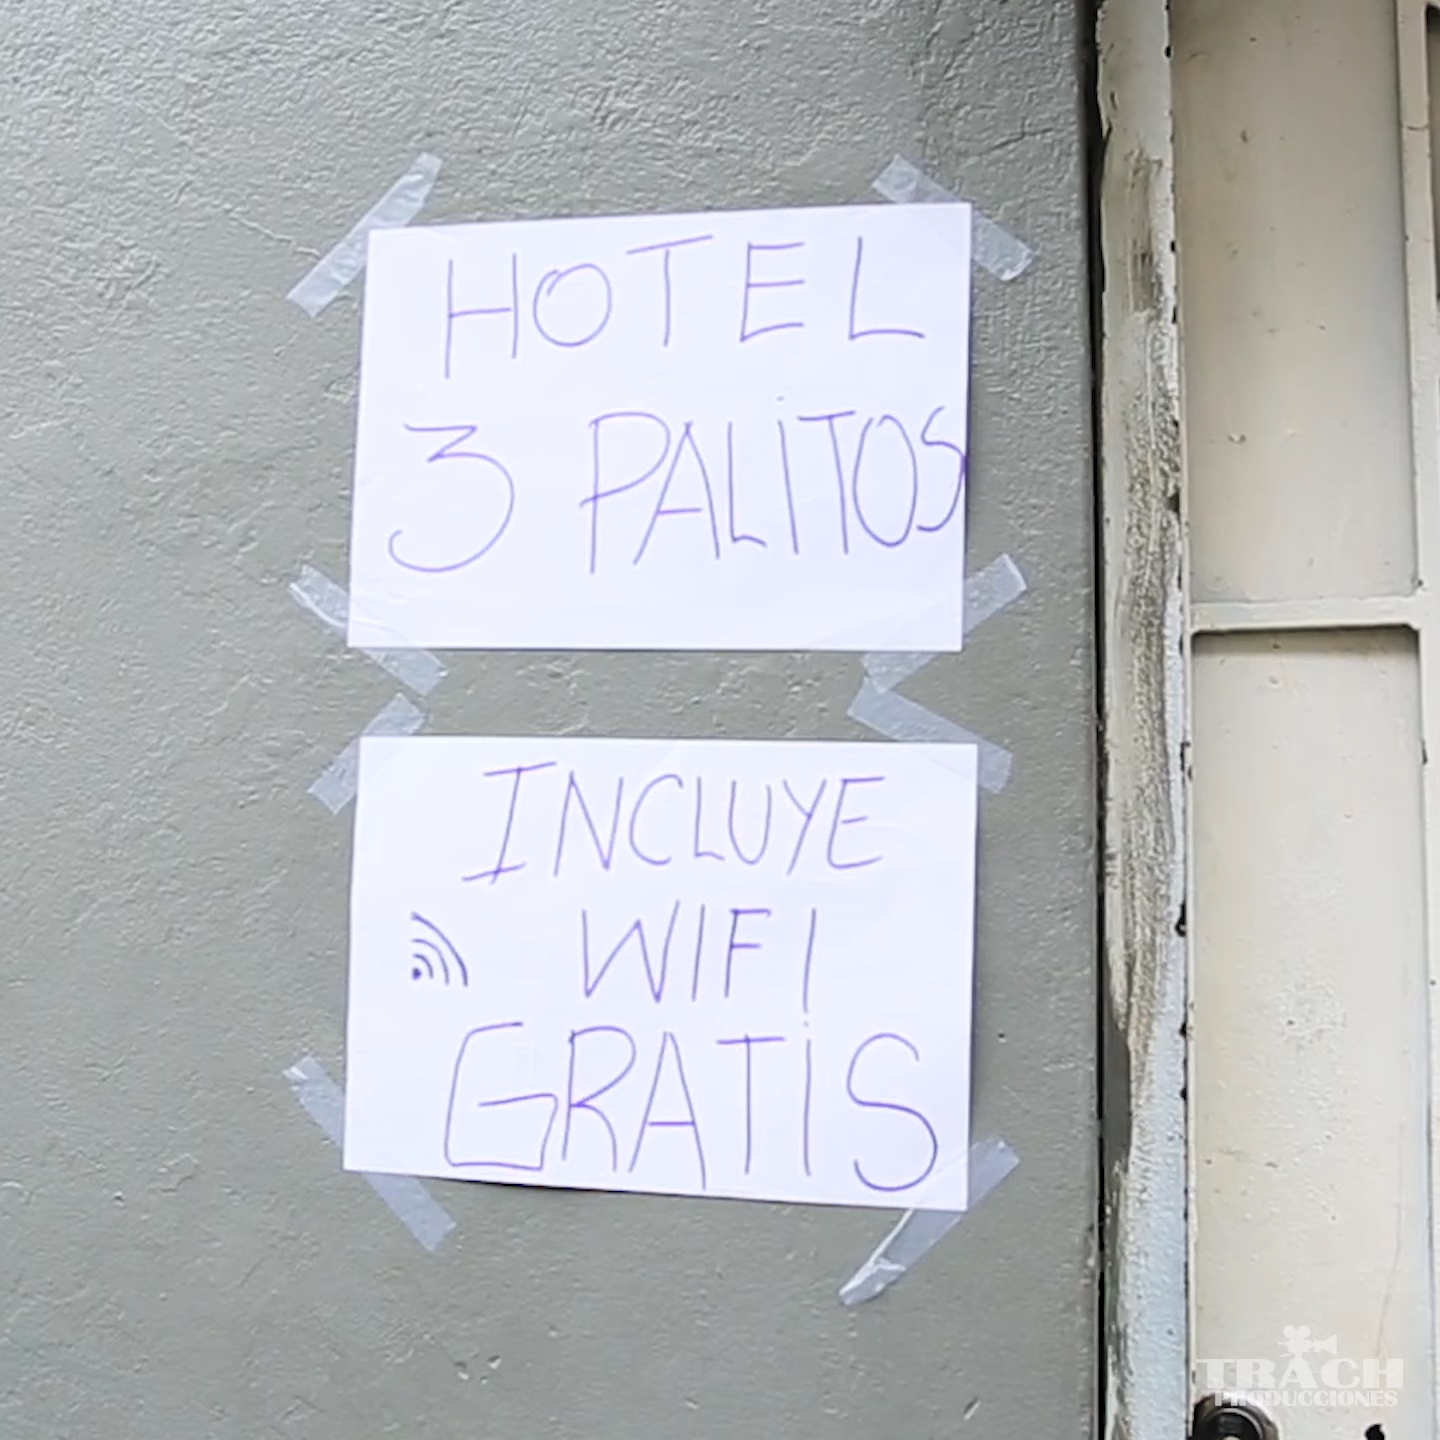 HOTEL
3 PALiTOS
INCLUYE
WIFI
GRATiS
TRACH
PRODUCCIONES